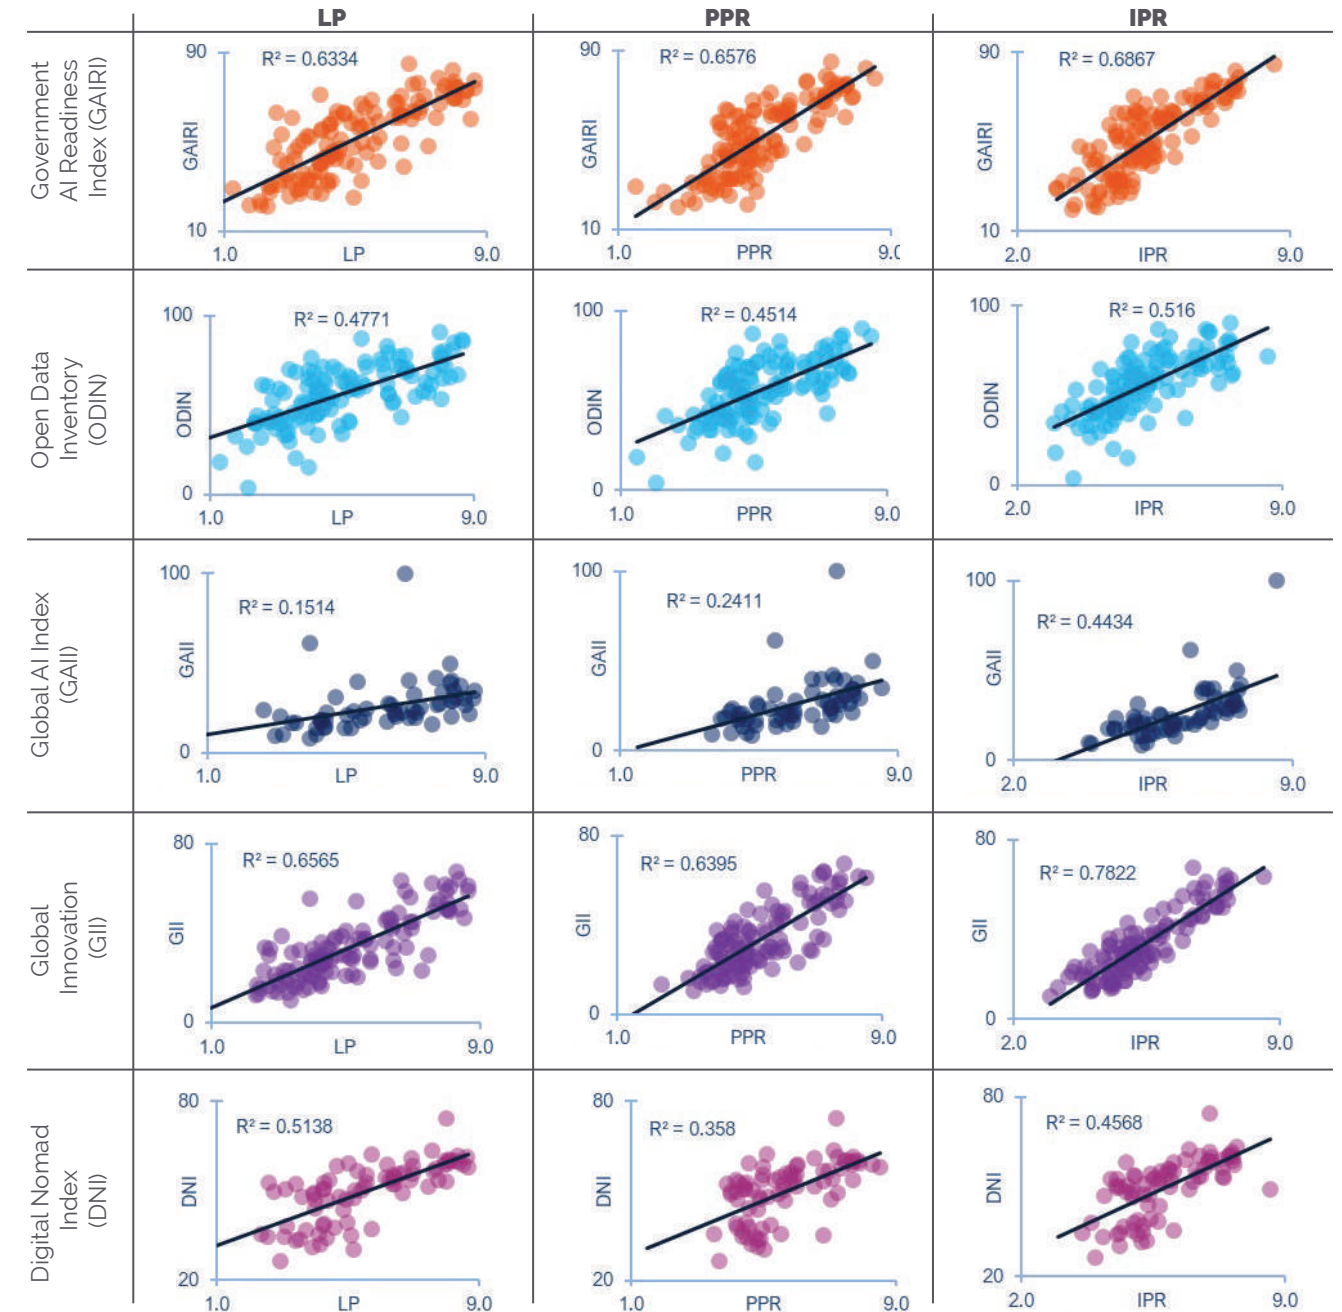 LP
PPR
IPR
Government
AI Readiness
Index (GAIRI)
90
R² = 0.6334
GAIRI
10
1.0
LP
9.0
90
R² = 0.6576
GAIRI
10
1.0
PPR
9.0
90
R² = 0.6867
GAIRI
10
2.0
IPR
9.0
Open Data
Inventory
(ODIN)
100
R² = 0.4771
ODIN
0
1.0
LP
9.0
100
R² = 0.4514
ODIN
0
1.0
PPR
9.0
100
R² = 0.516
ODIN
0
2.0
IPR
9.0
Global AI Index
(GAII)
100
R² = 0.1514
GAII
0
1.0
LP
9.0
100
R² = 0.2411
GAII
0
1.0
PPR
9.0
100
R² = 0.4434
GAII
0
2.0
IPR
9.0
Global
Innovation
(GII)
80
R² = 0.6565
GII
0
1.0
LP
9.0
80
R² = 0.6395
GII
0
1.0
PPR
9.0
80
R² = 0.7822
GII
0
2.0
IPR
9.0
Digital Nomad
Index
(DNI)
80
R² = 0.5138
DNI
20
1.0
LP
9.0
80
R² = 0.358
DNI
20
1.0
PPR
9.0
80
R² = 0.4568
DNI
20
2.0
IPR
9.0